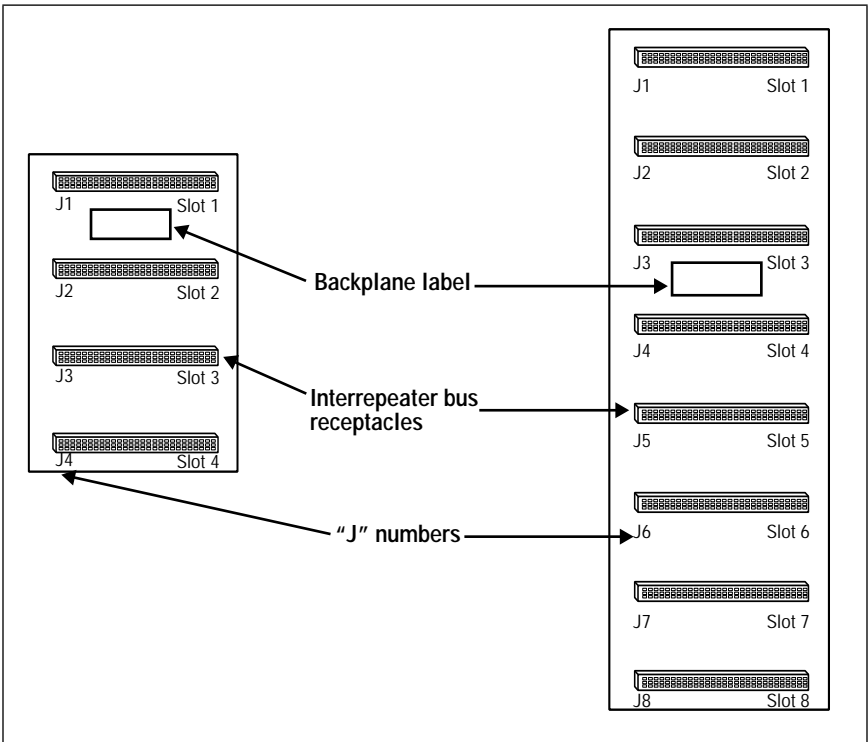 J1 Slot 1
J2 Slot 2
J3 Slot 3
J4 Slot 4
Backplane label
Interrepeater bus
receptacles
“J” numbers
J1 Slot 1
J2 Slot 2
J3 Slot 3
J4 Slot 4
J5 Slot 5
J6 Slot 6
J7 Slot 7
J8 Slot 8